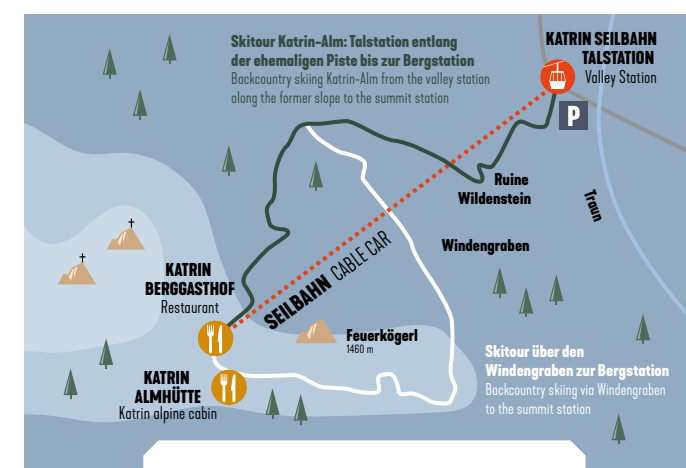 Skitour Katrin-Alm: Talstation entlang
der ehemaligen Piste bis zur Bergstation
Backcountry skiing Katrin-Alm from the valley station
along the former slope to the summit station
KATRIN SEILBAHN
TALSTATION
Valley Station
P
Ruine
Wildenstein
Traun
Windengraben
SEILBAHN CABLE CAR
KATRIN
BERGGASTHOF
Restaurant
Feuerkögerl
1460 m
KATRIN
ALMHÜTTE
Katrin alpine cabin
Skitour über den
Windengraben zur Bergstation
Backcountry skiing via Windengraben
to the summit station